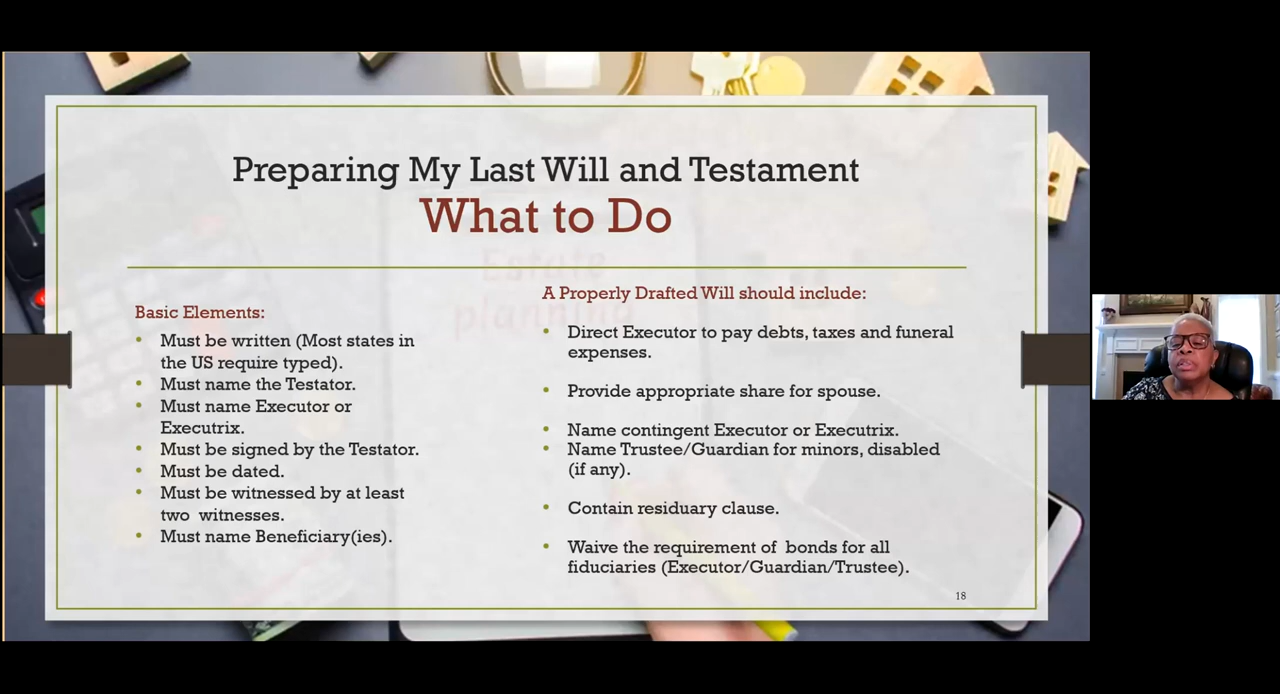 Preparing My Last Will and Testament
What to Do
Basic Elements:
Must be written (Most states in
the US require typed).
Must name the Testator.
Must name Executor or
Executrix.
Must be signed by the Testator.
Must be dated.
Must be witnessed by at least
two witnesses.
Must name Beneficiary(ies).
A Properly Drafted Will should include:
Direct Executor to pay debts, taxes and funeral
expenses.
Provide appropriate share for spouse.
Name contingent Executor or Executrix.
Name Trustee/Guardian for minors, disabled
(if any).
Contain residuary clause.
Waive the requirement of bonds for all
fiduciaries (Executor/Guardian/Trustee).
18
Estate
planning